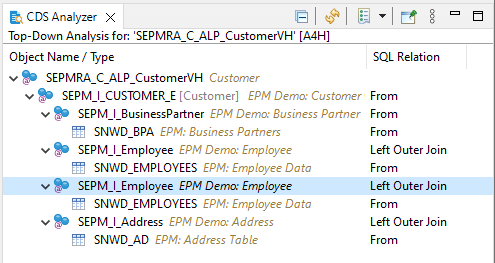 CDS Analyzer
Top-Down Analysis for: 'SEPMRA_C_ALP_CustomerVH' [A4H]
Object Name / Type SQL Relation
SEPMRA_C_ALP_CustomerVH Customer
SEPM_I_CUSTOMER_E [Customer] EPM Demo: Customer From
SEPM_I_BusinessPartner EPM Demo: Business Partner From
SNWD_BPA EPM: Business Partners From
SEPM_I_Employee EPM Demo: Employee Left Outer Join
SNWD_EMPLOYEES EPM: Employee Data From
SEPM_I_Employee EPM Demo: Employee Left Outer Join
SNWD_EMPLOYEES EPM: Employee Data From
SEPM_I_Address EPM Demo: Address Left Outer Join
SNWD_AD EPM: Address Table From